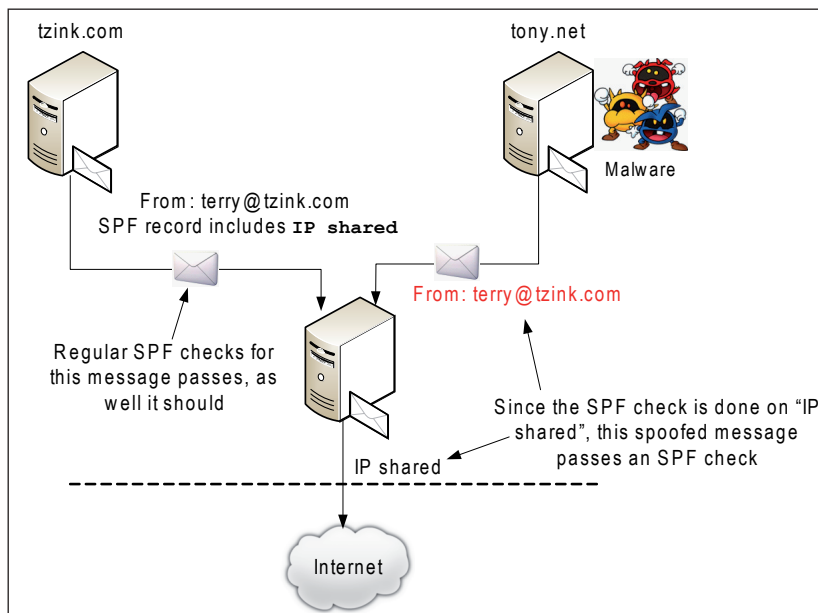 tzink.com
tony.net
Malware
From: terry@tzink.com
SPF record includes IP shared
From: terry@tzink.com
Regular SPF checks for
this message passes, as
well it should
Since the SPF check is done on “IP
shared”, this spoofed message
passes an SPF check
IP shared
Internet